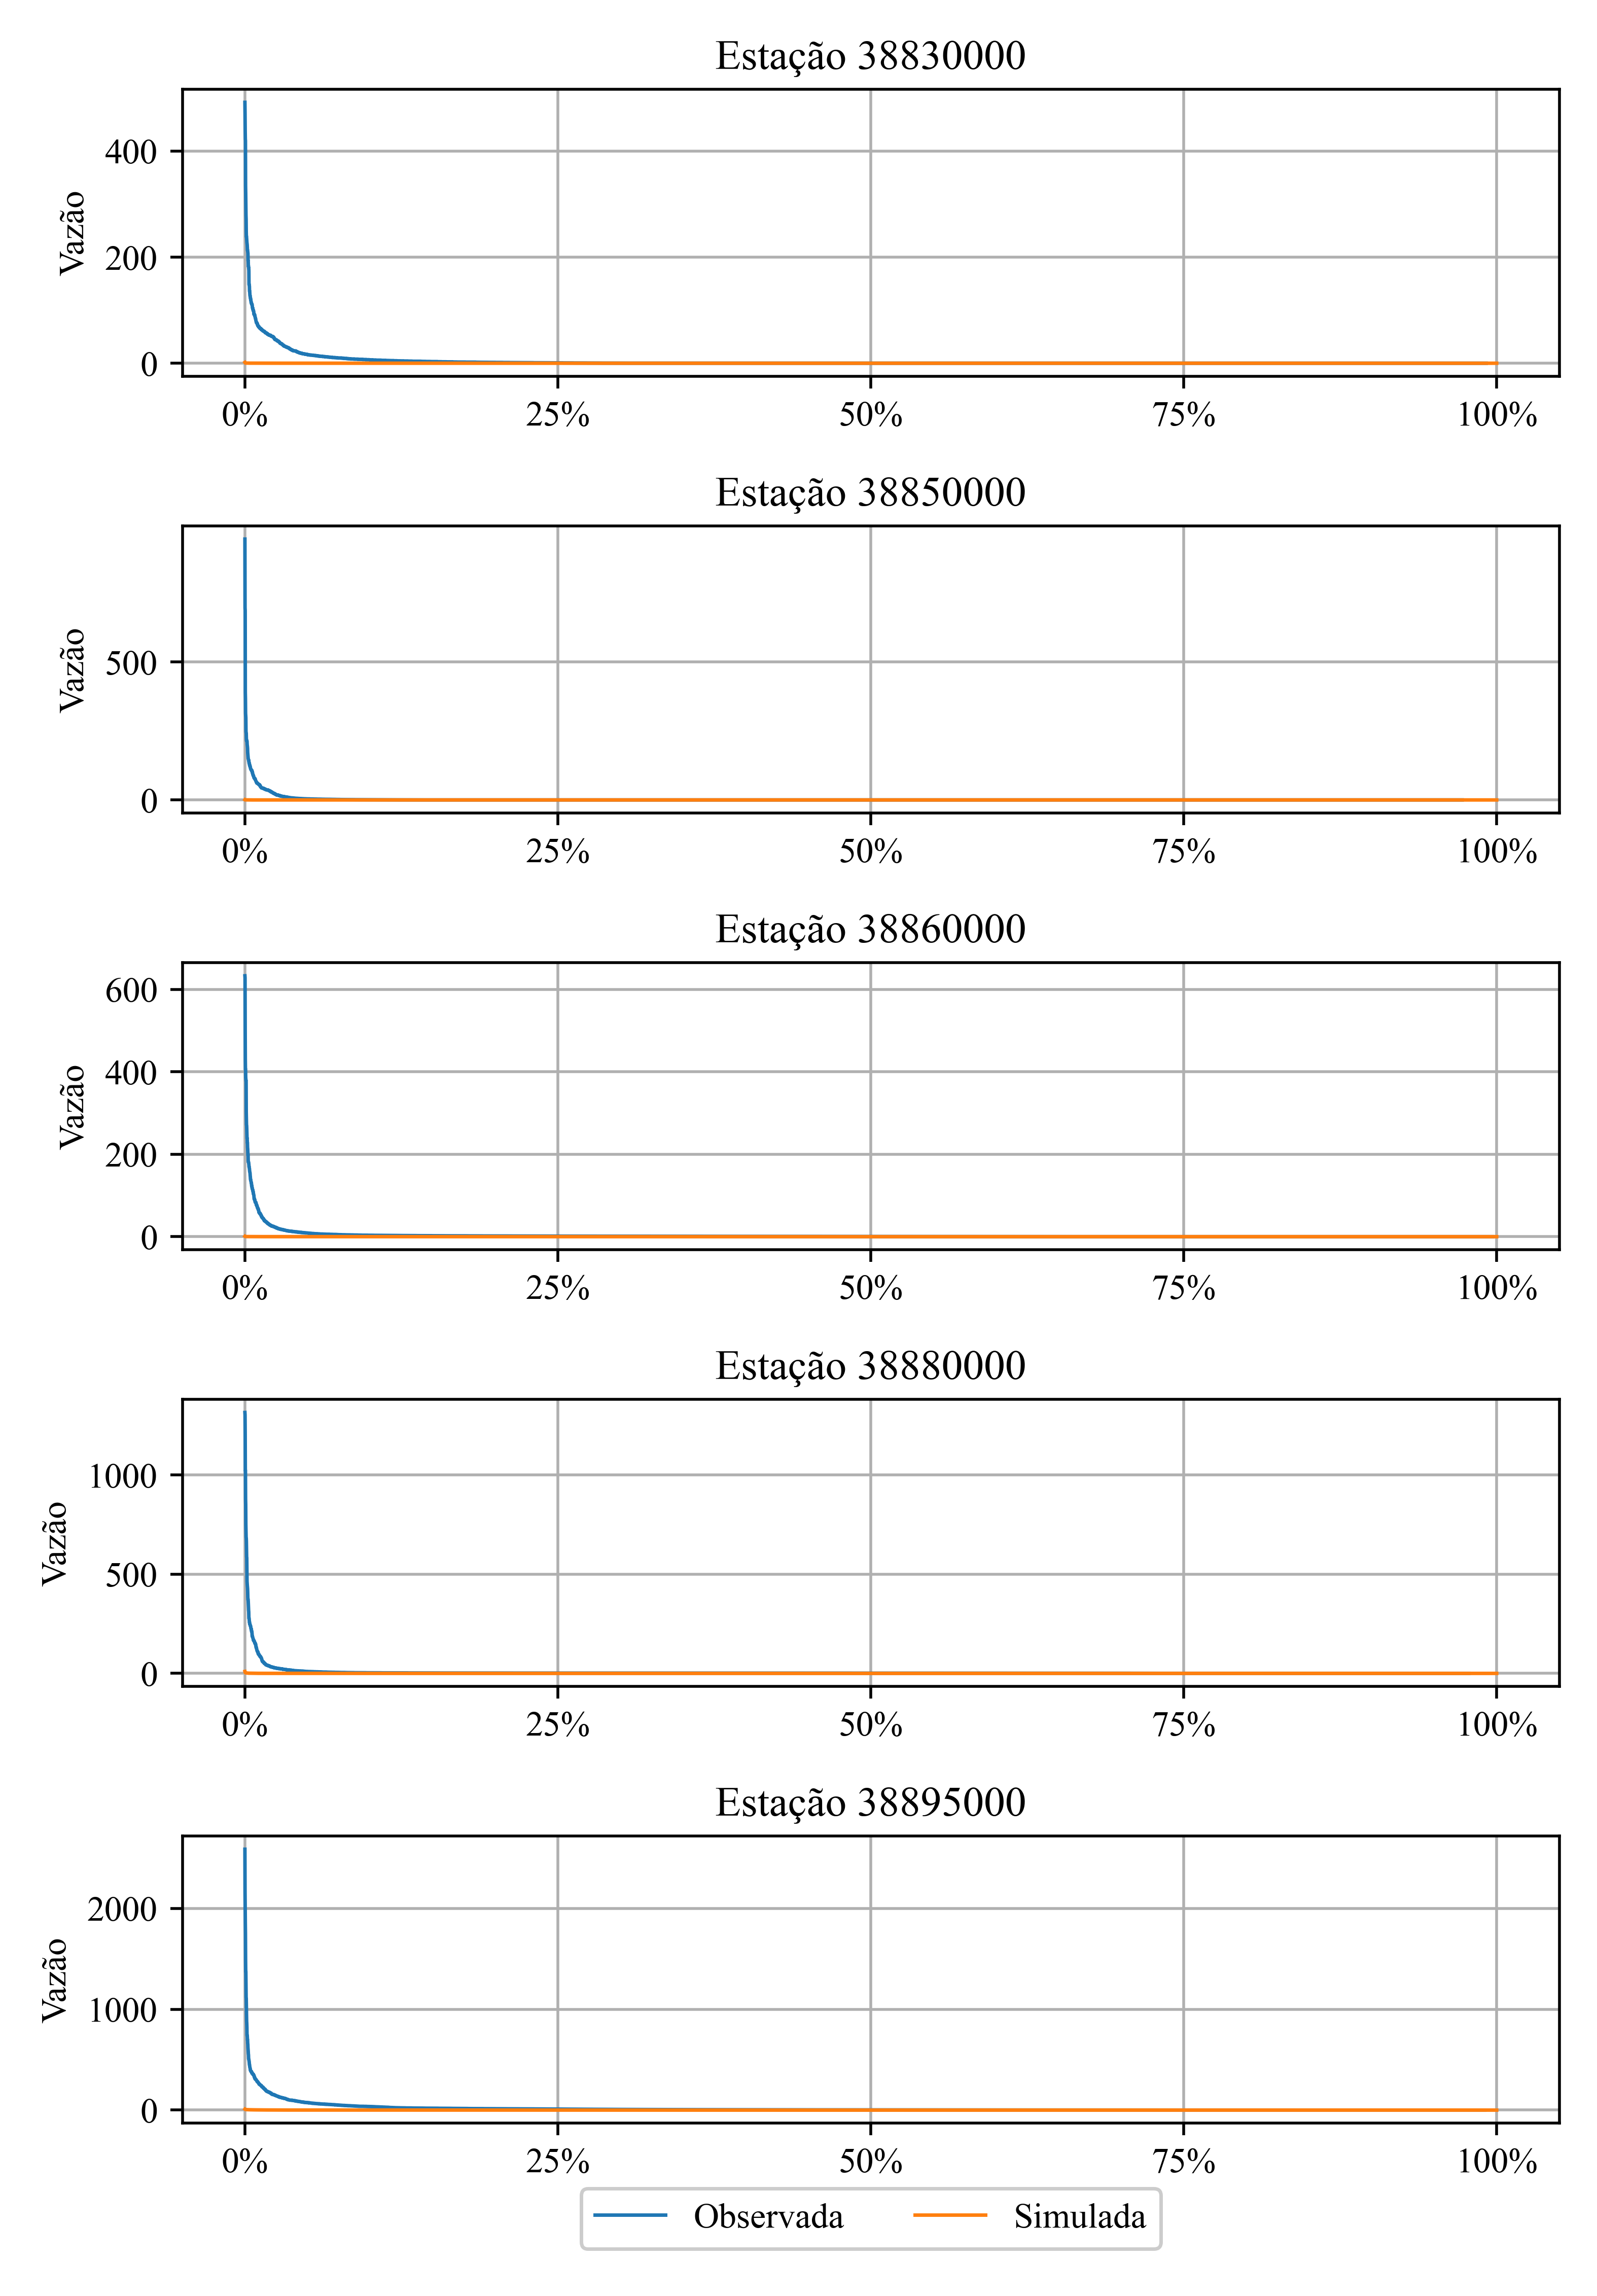 Estação 38830000
Vazão
400
200
0
0% 25% 50% 75% 100%
Estação 38850000
Vazão
500
0
0% 25% 50% 75% 100%
Estação 38860000
Vazão
600
400
200
0
0% 25% 50% 75% 100%
Estação 38880000
Vazão
1000
500
0
0% 25% 50% 75% 100%
Estação 38895000
Vazão
2000
1000
0
0% 25% 50% 75% 100%
Observada Simulada